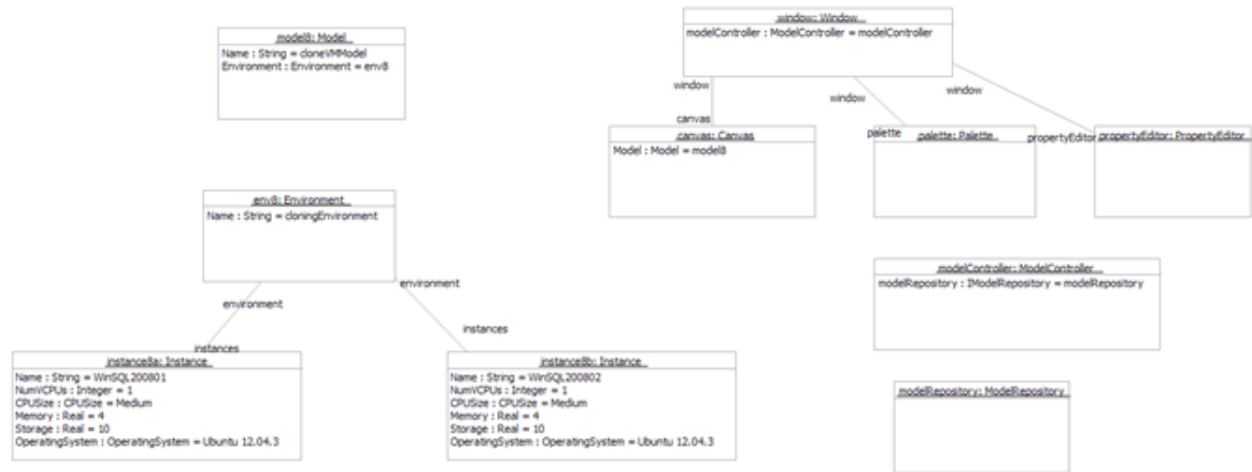 model8: Model
Name : String = cloneVMModel
Environment : Environment = env8
window: Window
modelController : ModelController = modelController
window
window
window
canvas
palette
propertyEditor
canvas: Canvas
Model : Model = model8
palette: Palette
propertyEditor: PropertyEditor
env8: Environment
Name : String = cloningEnvironment
environment
environment
instances
instances
modelController: ModelController
modelRepository : IModelRepository = modelRepository
instance8a: Instance
Name : String = WinSQL200801
NumVCPUs : Integer = 1
CPUSize : CPUSize = Medium
Memory : Real = 4
Storage : Real = 10
OperatingSystem : OperatingSystem = Ubuntu 12.04.3
instance8b: Instance
Name : String = WinSQL200802
NumVCPUs : Integer = 1
CPUSize : CPUSize = Medium
Memory : Real = 4
Storage : Real = 10
OperatingSystem : OperatingSystem = Ubuntu 12.04.3
modelRepository: ModelRepository